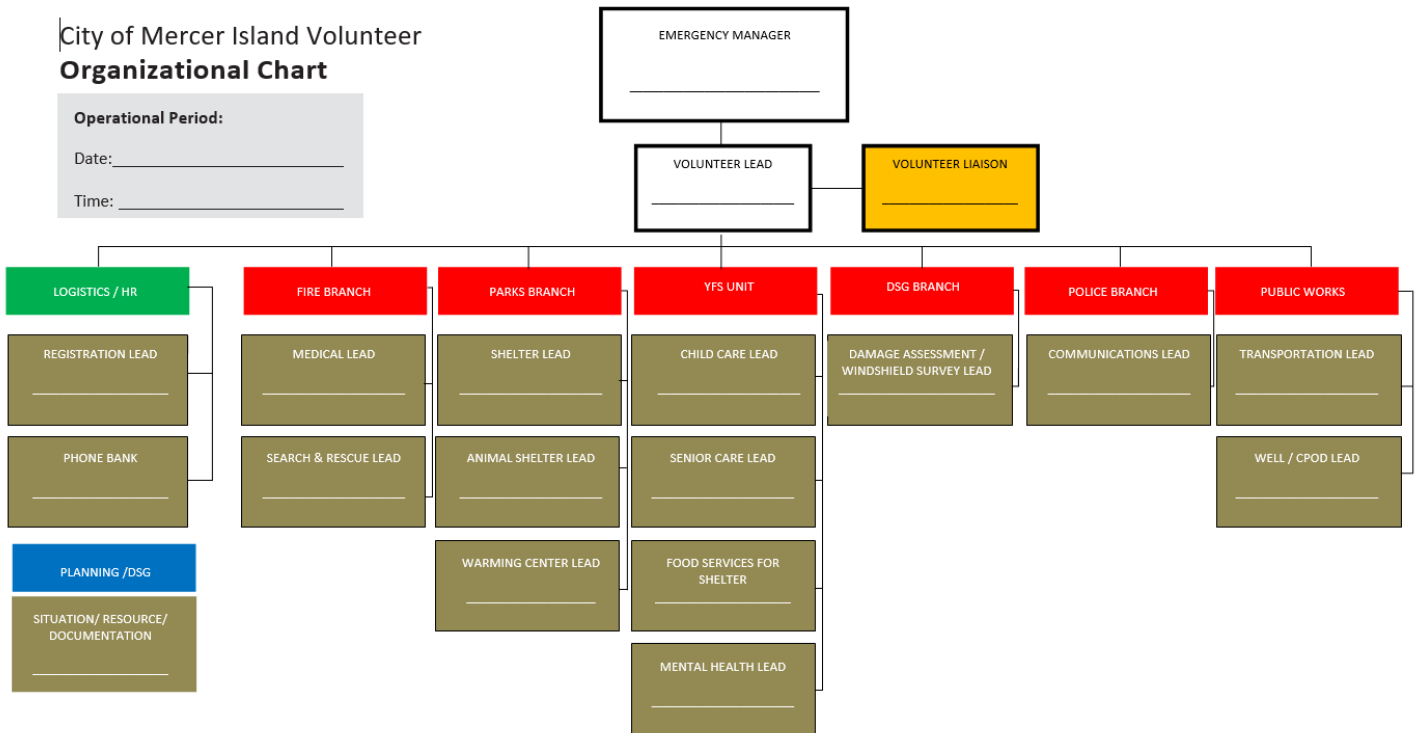 City of Mercer Island Volunteer
Organizational Chart
Operational Period:
Date:
Time:
EMERGENCY MANAGER
VOLUNTEER LEAD
VOLUNTEER LIAISON
LOGISTICS / HR
REGISTRATION LEAD
PHONE BANK
PLANNING /DSG
SITUATION/ RESOURCE/
DOCUMENTATION
FIRE BRANCH
MEDICAL LEAD
SEARCH & RESCUE LEAD
PARKS BRANCH
SHELTER LEAD
ANIMAL SHELTER LEAD
WARMING CENTER LEAD
YFS UNIT
CHILD CARE LEAD
SENIOR CARE LEAD
FOOD SERVICES FOR
SHELTER
MENTAL HEALTH LEAD
DSG BRANCH
DAMAGE ASSESSMENT /
WINDSHIELD SURVEY LEAD
POLICE BRANCH
COMMUNICATIONS LEAD
PUBLIC WORKS
TRANSPORTATION LEAD
WELL / CPOD LEAD